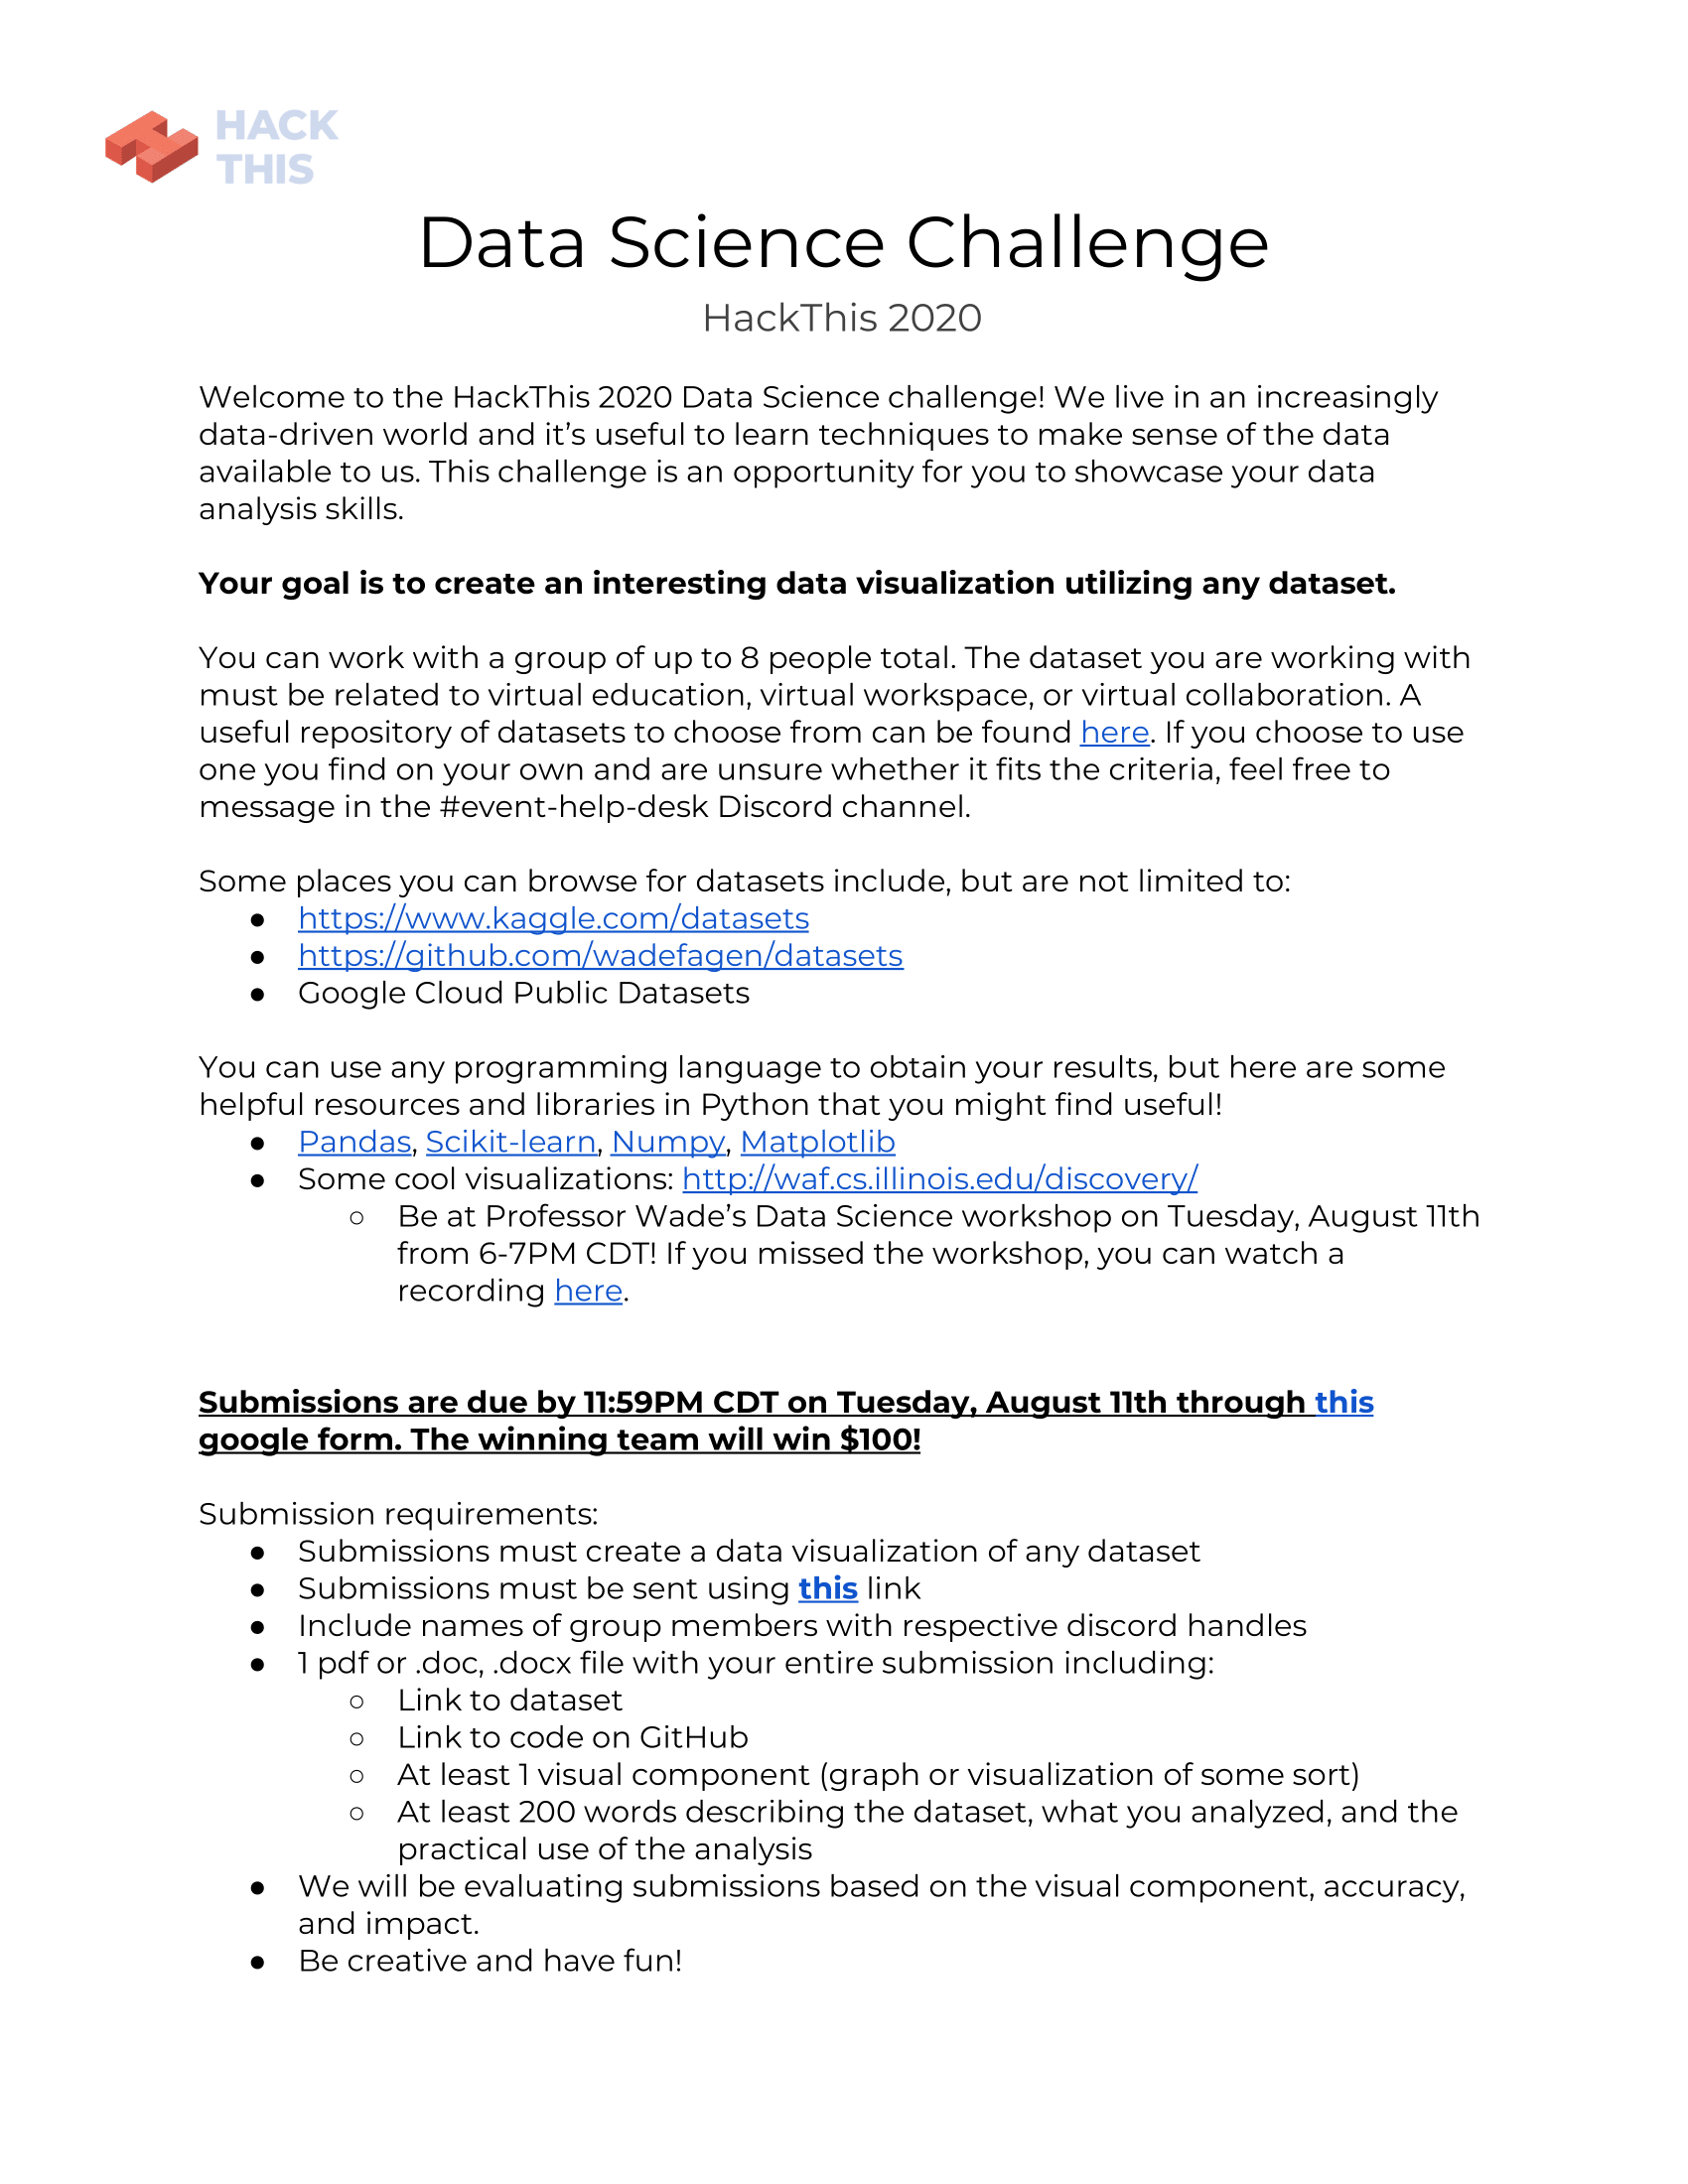 HACK
THIS
Data Science Challenge
HackThis 2020
Welcome to the HackThis 2020 Data Science challenge! We live in an increasingly
data-driven world and it’s useful to learn techniques to make sense of the data
available to us. This challenge is an opportunity for you to showcase your data
analysis skills.
Your goal is to create an interesting data visualization utilizing any dataset.
You can work with a group of up to 8 people total. The dataset you are working with
must be related to virtual education, virtual workspace, or virtual collaboration. A
useful repository of datasets to choose from can be found here. If you choose to use
one you find on your own and are unsure whether it fits the criteria, feel free to
message in the #event-help-desk Discord channel.
Some places you can browse for datasets include, but are not limited to:
● https://www.kaggle.com/datasets
● https://github.com/wadefagen/datasets
● Google Cloud Public Datasets
You can use any programming language to obtain your results, but here are some
helpful resources and libraries in Python that you might find useful!
● Pandas, Scikit-learn, Numpy, Matplotlib
● Some cool visualizations: http://waf.cs.illinois.edu/discovery/
○ Be at Professor Wade’s Data Science workshop on Tuesday, August 11th
from 6-7PM CDT! If you missed the workshop, you can watch a
recording here.
Submissions are due by 11:59PM CDT on Tuesday, August 11th through this
google form. The winning team will win $100!
Submission requirements:
● Submissions must create a data visualization of any dataset
● Submissions must be sent using this link
● Include names of group members with respective discord handles
● 1 pdf or .doc, .docx file with your entire submission including:
○ Link to dataset
○ Link to code on GitHub
○ At least 1 visual component (graph or visualization of some sort)
○ At least 200 words describing the dataset, what you analyzed, and the
practical use of the analysis
● We will be evaluating submissions based on the visual component, accuracy,
and impact.
● Be creative and have fun!